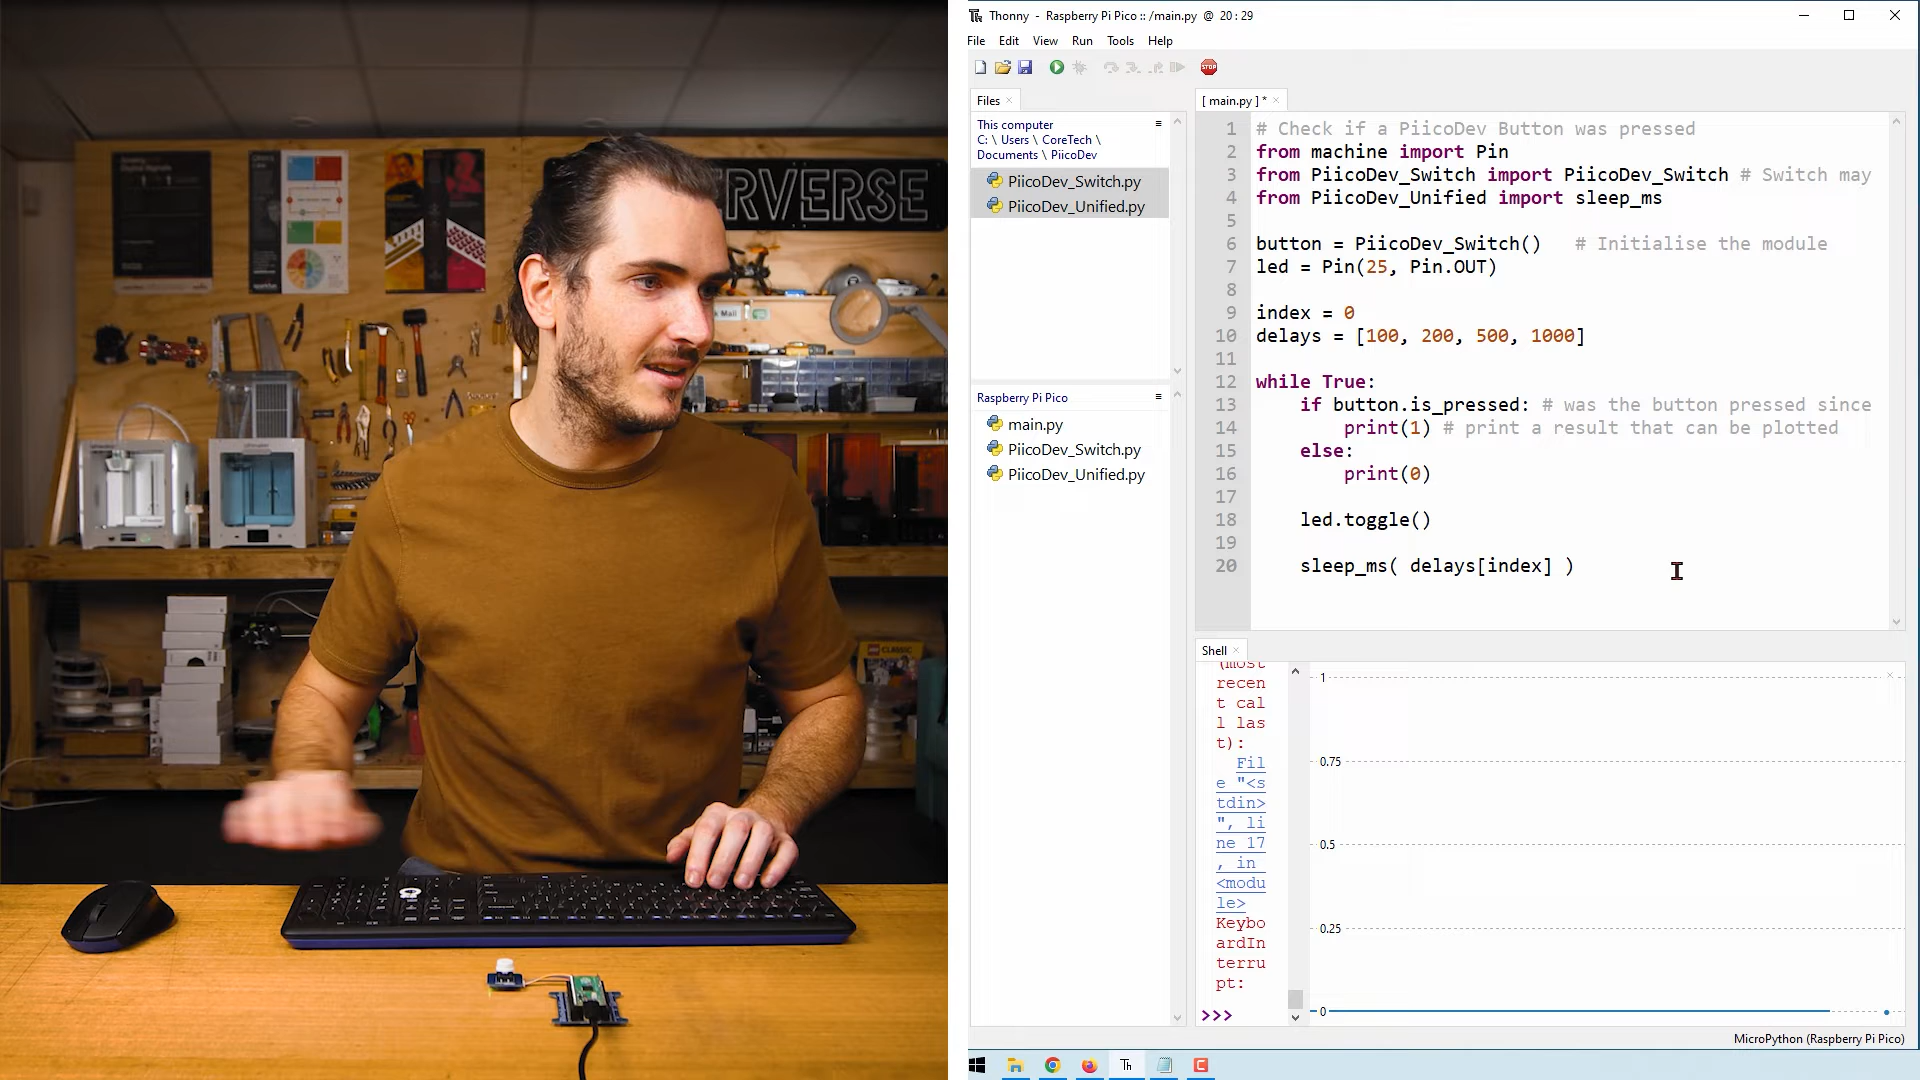 ERVERSE
Mail
CLASSIC
Thonny - Raspberry Pi Pico :: /main.py @ 20 : 29
File Edit View Run Tools Help
STOP
Files
[ main.py ] *
This computer
C: \ Users \ CoreTech \
Documents \ PiicoDev
PiicoDev_Switch.py
PiicoDev_Unified.py
Raspberry Pi Pico
main.py
PiicoDev_Switch.py
PiicoDev_Unified.py
1 # Check if a PiicoDev Button was pressed
2 from machine import Pin
3 from PiicoDev_Switch import PiicoDev_Switch # Switch may
4 from PiicoDev_Unified import sleep_ms
5
6 button = PiicoDev_Switch() # Initialise the module
7 led = Pin(25, Pin.OUT)
8
9 index = 0
10 delays = [100, 200, 500, 1000]
11
12 while True:
13 if button.is_pressed: # was the button pressed since
14 print(1) # print a result that can be plotted
15 else:
16 print(0)
17
18 led.toggle()
19
20 sleep_ms( delays[index] )
Shell
(most
recen
t cal
l las
t):
Fil
e "<s
tdin>
", li
ne 17
, in
<modu
le>
Keybo
ardIn
terru
pt:
>>>
1
0.75
0.5
0.25
0
MicroPython (Raspberry Pi Pico)
Th